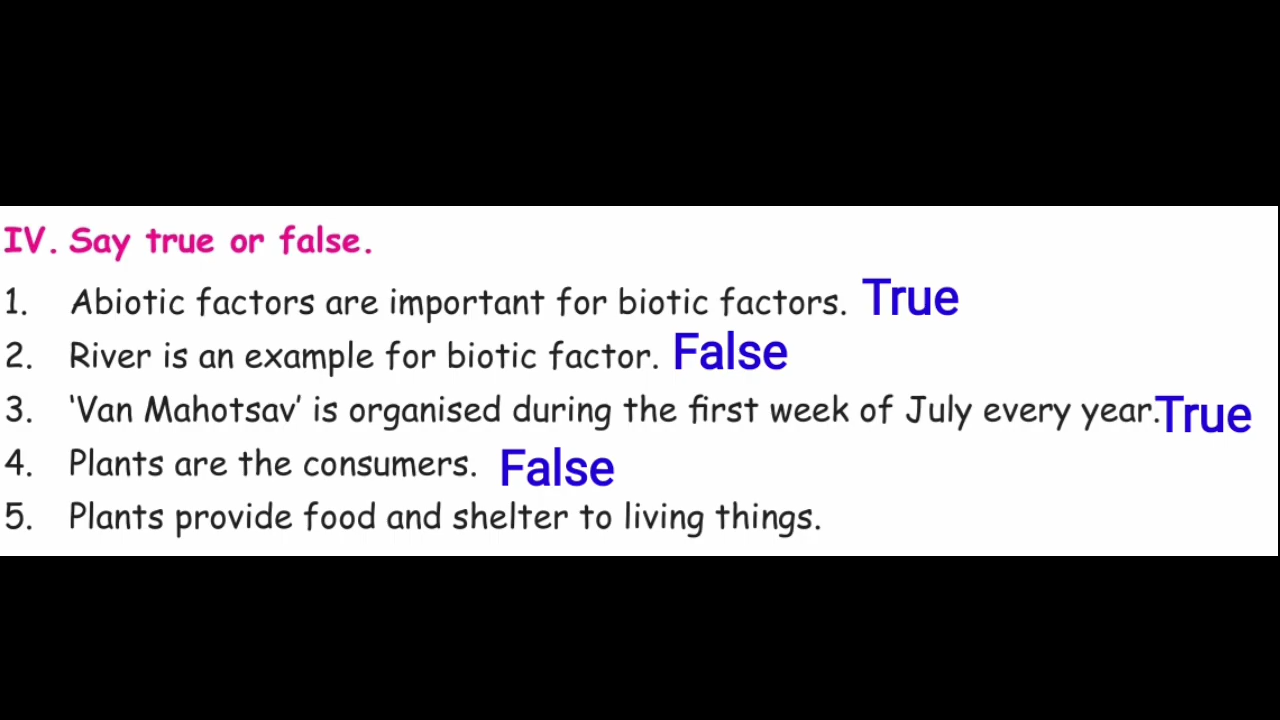 IV. Say true or false.
1. Abiotic factors are important for biotic factors. True
2. River is an example for biotic factor. False
3. ‘Van Mahotsav’ is organised during the first week of July every year. True
4. Plants are the consumers. False
5. Plants provide food and shelter to living things.